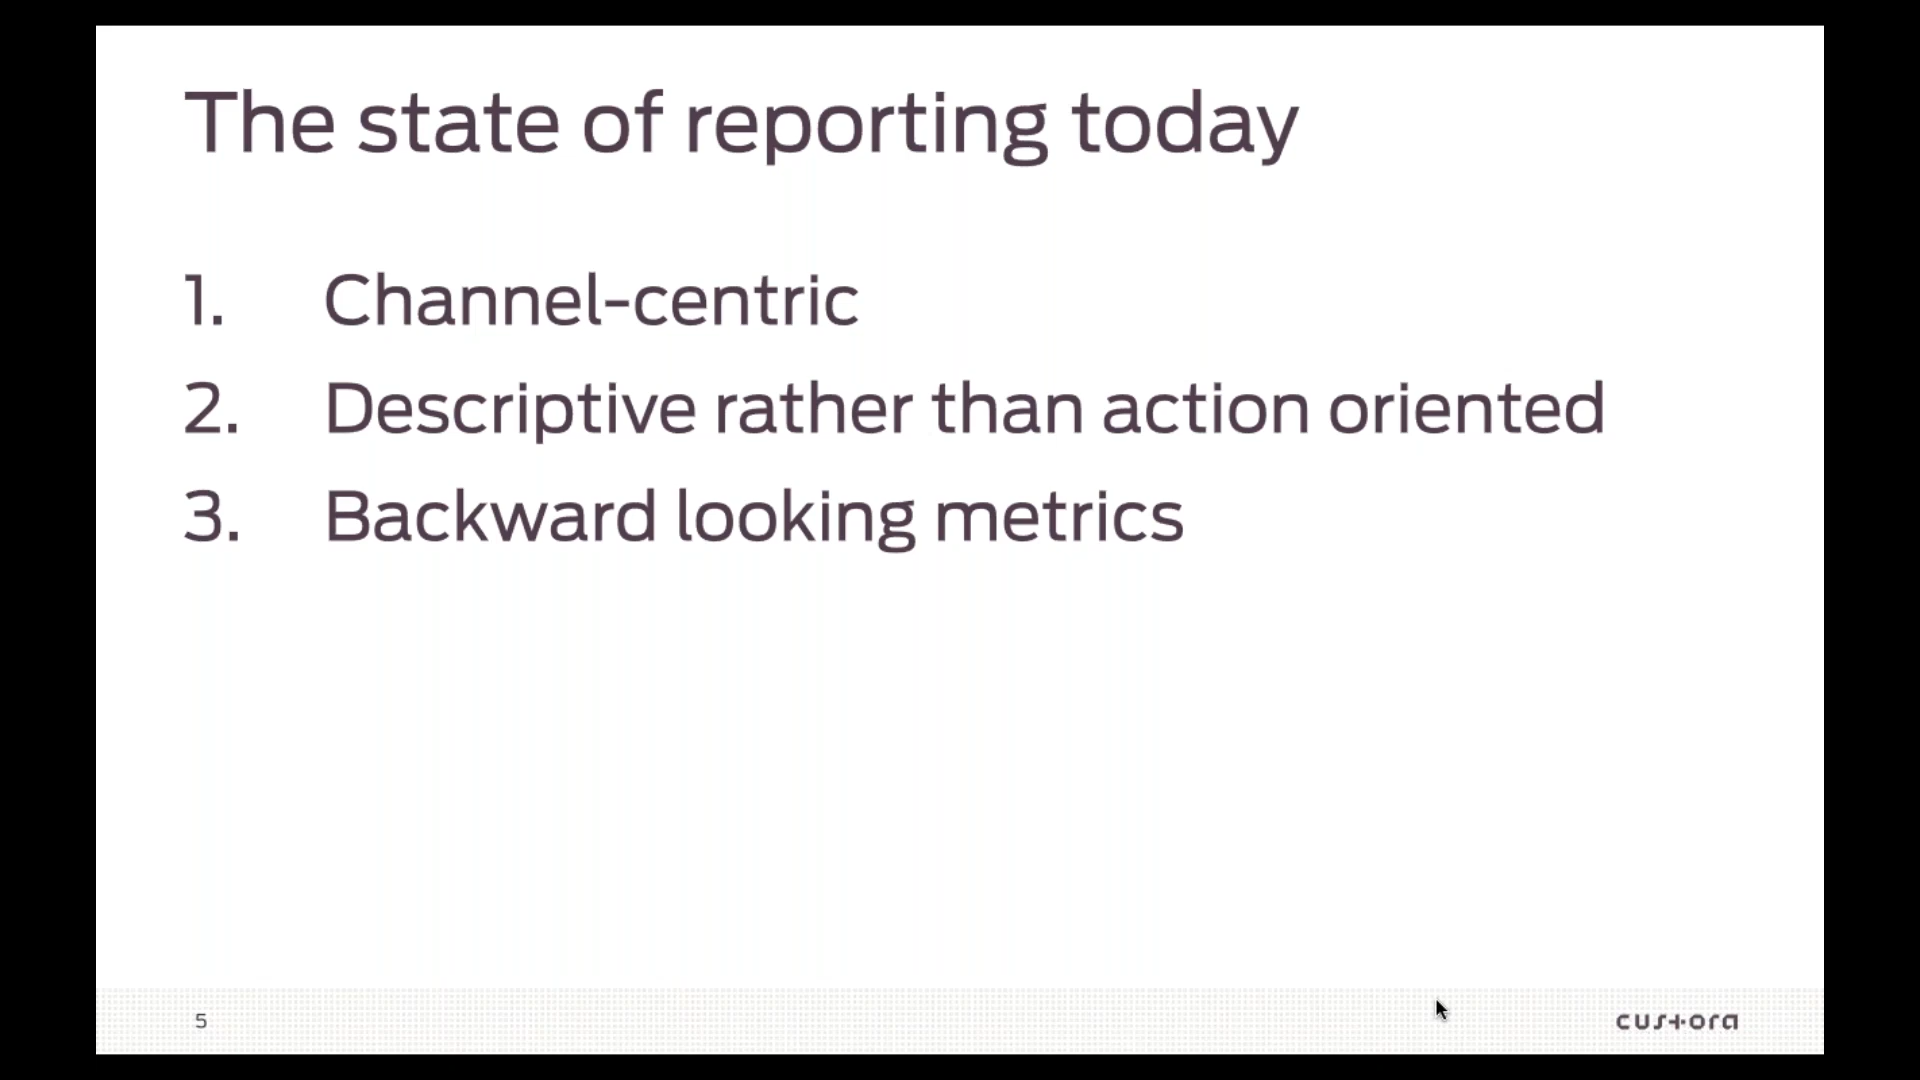 The state of reporting today
1. Channel-centric
2. Descriptive rather than action oriented
3. Backward looking metrics
5
custora